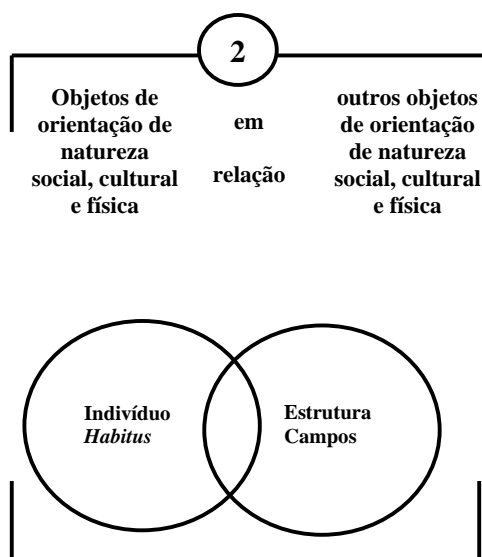 2
Objetos de
orientação de
natureza
social, cultural
e física
em
relação
outros objetos
de orientação
de natureza
social, cultural
e física
Indivíduo
Habitus
Estrutura
Campos